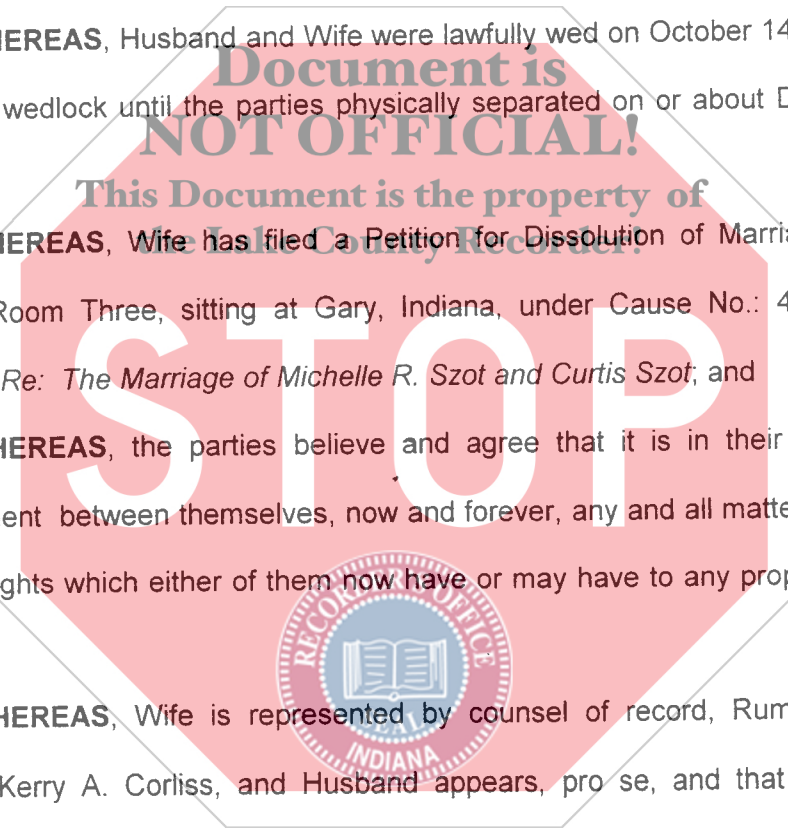 HEREAS, Husband and Wife were lawfully wed on October 14
Document is
wedlock until the parties physically separated on or about D
NOT OFFICIAL!
This Document is the property of
HEREAS, Wife has filed a Petition for Dissolution of Marria
the Lake County Recorder!
Room Three, sitting at Gary, Indiana, under Cause No.: 4
STOP
Re: The Marriage of Michelle R. Szot and Curtis Szot; and
HEREAS, the parties believe and agree that it is in their
ent between themselves, now and forever, any and all matte
ghts which either of them now have or may have to any prop
RECORDER'S OFFICE
SEAL
INDIANA
HEREAS, Wife is represented by counsel of record, Rum
Kerry A. Corliss, and Husband appears, pro se, and that